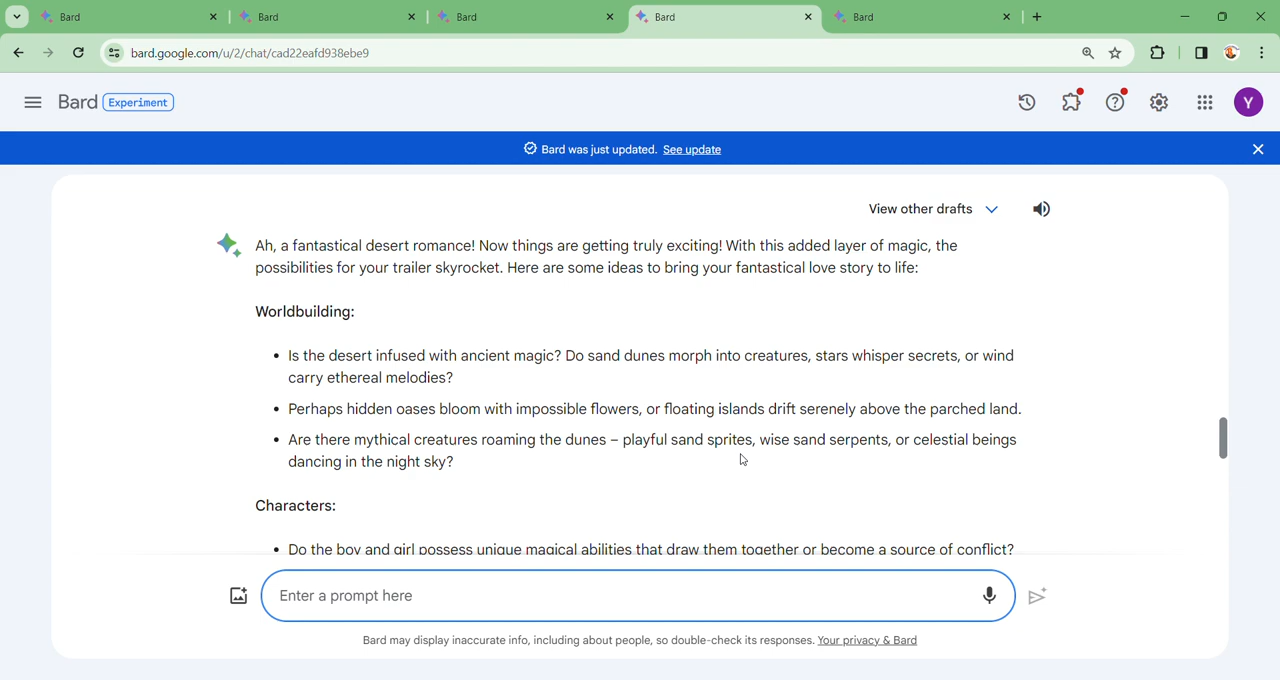 Bard
Bard
Bard
Bard
Bard
bard.google.com/u/2/chat/cad22eafd938ebe9
Bard Experiment
Y
Bard was just updated. See update
View other drafts
Ah, a fantastical desert romance! Now things are getting truly exciting! With this added layer of magic, the
possibilities for your trailer skyrocket. Here are some ideas to bring your fantastical love story to life:
Worldbuilding:
• Is the desert infused with ancient magic? Do sand dunes morph into creatures, stars whisper secrets, or wind
carry ethereal melodies?
• Perhaps hidden oases bloom with impossible flowers, or floating islands drift serenely above the parched land.
• Are there mythical creatures roaming the dunes – playful sand sprites, wise sand serpents, or celestial beings
dancing in the night sky?
Characters:
• Do the boy and girl possess unique magical abilities that draw them together or become a source of conflict?
Enter a prompt here
Bard may display inaccurate info, including about people, so double-check its responses. Your privacy & Bard